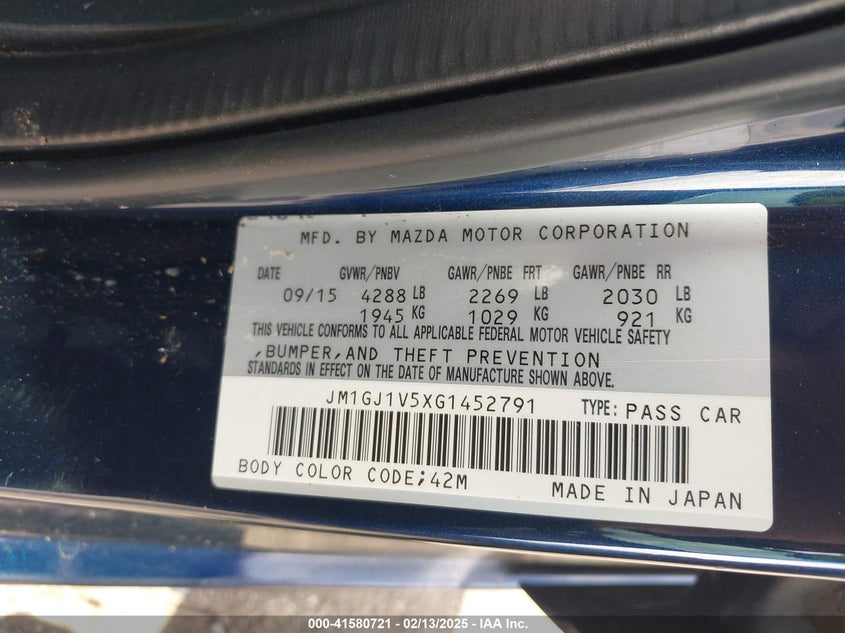 MFD. BY MAZDA MOTOR CORPORATION
DATE GVWR/PNBV GAWR/PNBE FRT GAWR/PNBE RR
09/15 4288 LB 2269 LB 2030 LB
1945 KG 1029 KG 921 KG
THIS VEHICLE CONFORMS TO ALL APPLICABLE FEDERAL MOTOR VEHICLE SAFETY
,BUMPER,AND THEFT PREVENTION
STANDARDS IN EFFECT ON THE DATE OF MANUFACTURE SHOWN ABOVE.
JM1GJ1V5XG1452791 TYPE: PASS CAR
BODY COLOR CODE;42M
MADE IN JAPAN
000-41580721 - 02/13/2025 - IAA Inc.